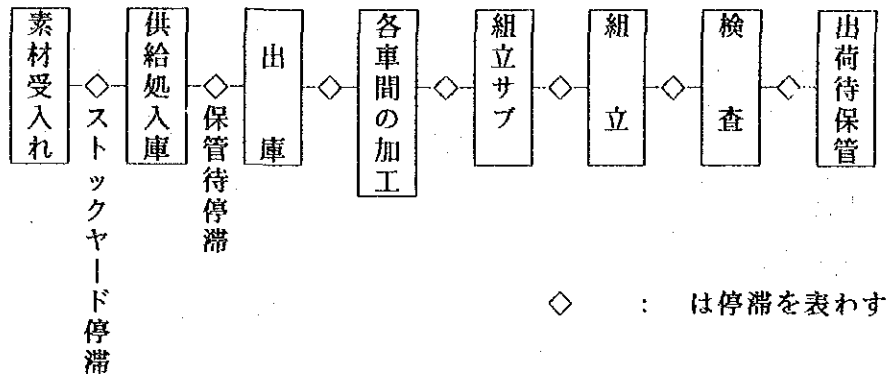 素材受入れ
ストックヤード停滞
供給処入庫
保管待停滞
出庫
各車間の加工
組立サブ
組立
検査
出荷待保管
◇ : は停滞を表わす